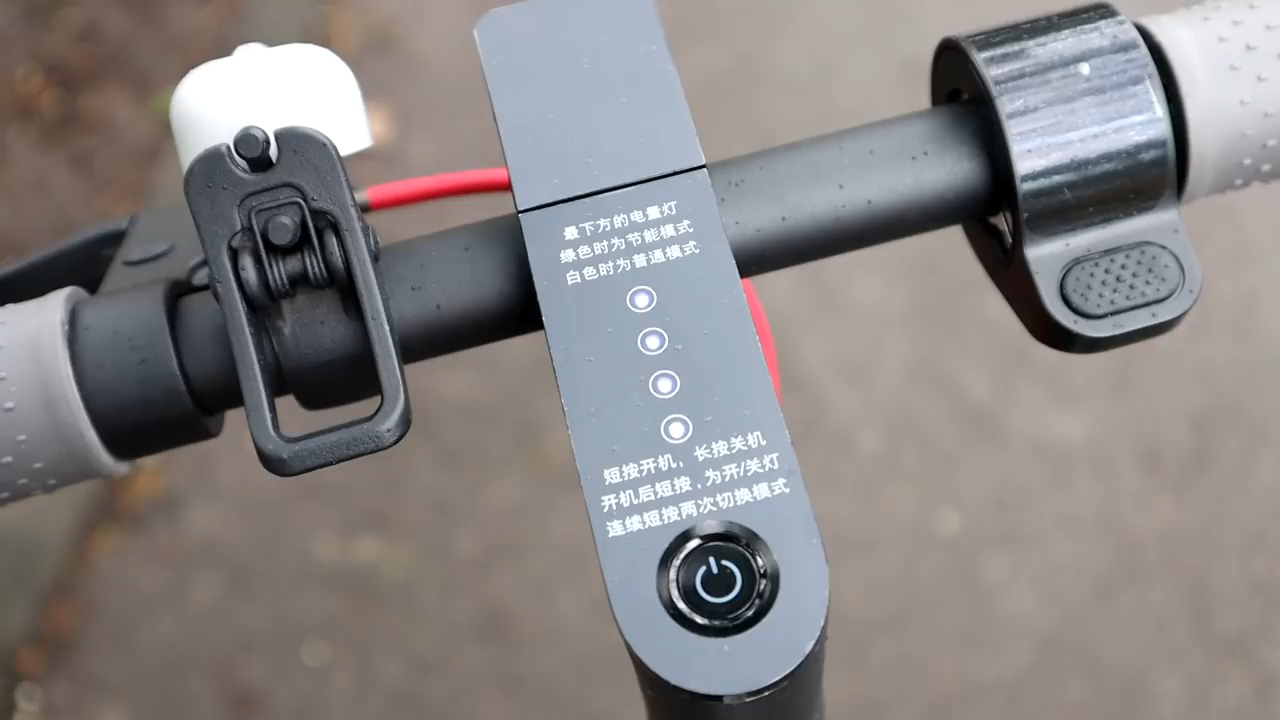 最下方的电量灯
绿色时为节能模式
白色时为普通模式
短按开机，长按关机
开机后短按，为开/关灯
连续短按两次切换模式